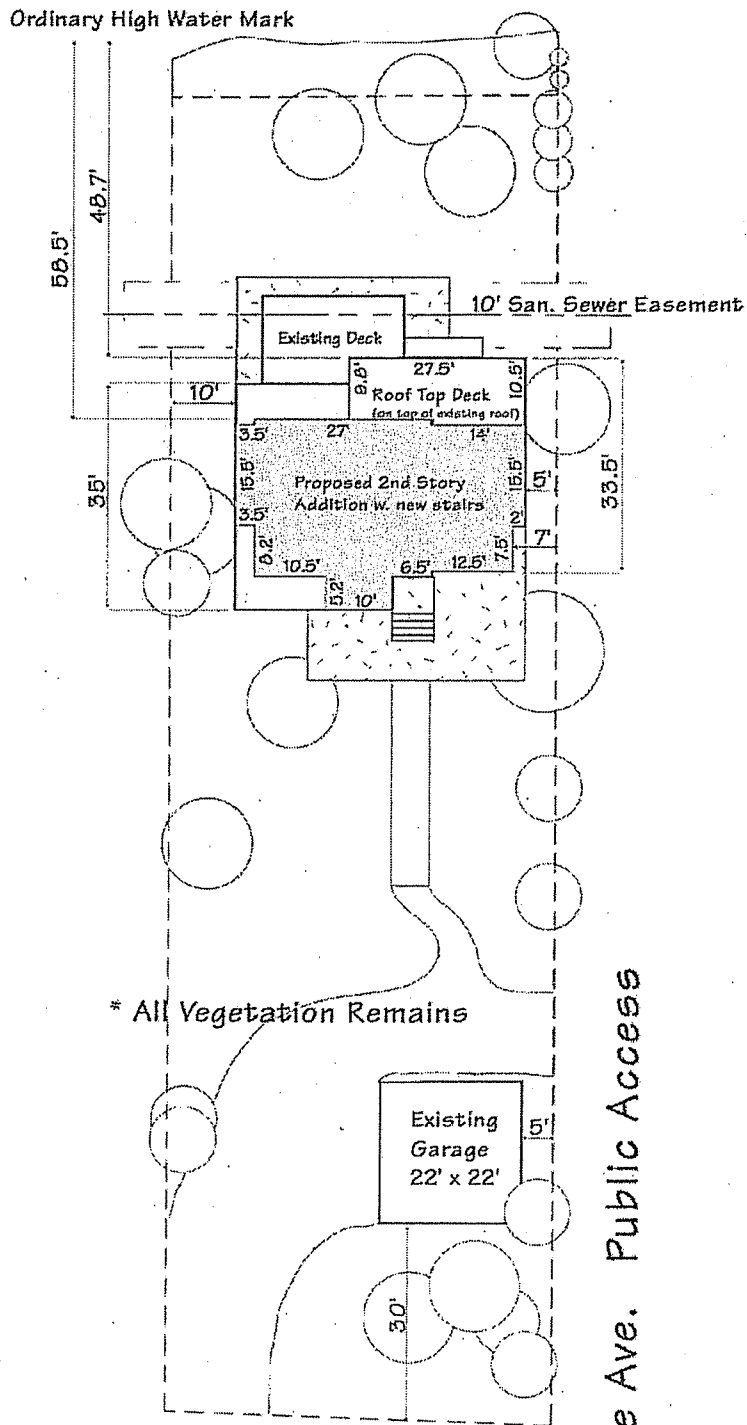 Ordinary High Water Mark
48.7'
58.5'
10' San. Sewer Easement
Existing Deck
27.5'
9.8'
10.5'
Roof Top Deck
(on top of existing roof)
10'
3.5'
27'
14'
35'
15.5'
Proposed 2nd Story
Addition w. new stairs
15.5'
5'
33.5'
3.5'
2'
8.2'
7.5'
7'
10.5'
6.5'
12.5'
5.2'
10'
* All Vegetation Remains
Existing
Garage
22' x 22'
5'
30'
e Ave. Public Access